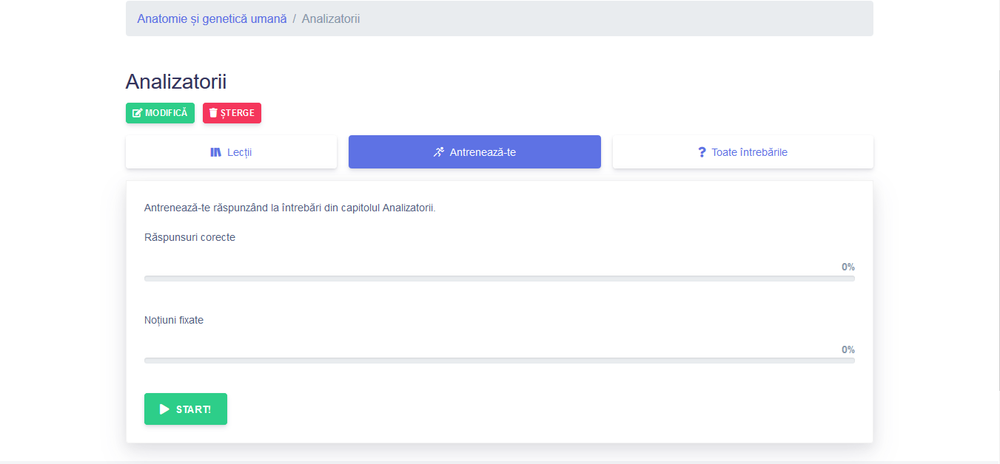 Anatomie și genetică umană / Analizatorii
Analizatorii
MODIFICĂ ȘTERGE
Lecții Antrenează-te ? Toate întrebările
Antrenează-te răspunzând la întrebări din capitolul Analizatorii.
Răspunsuri corecte
0%
Noțiuni fixate
0%
START!